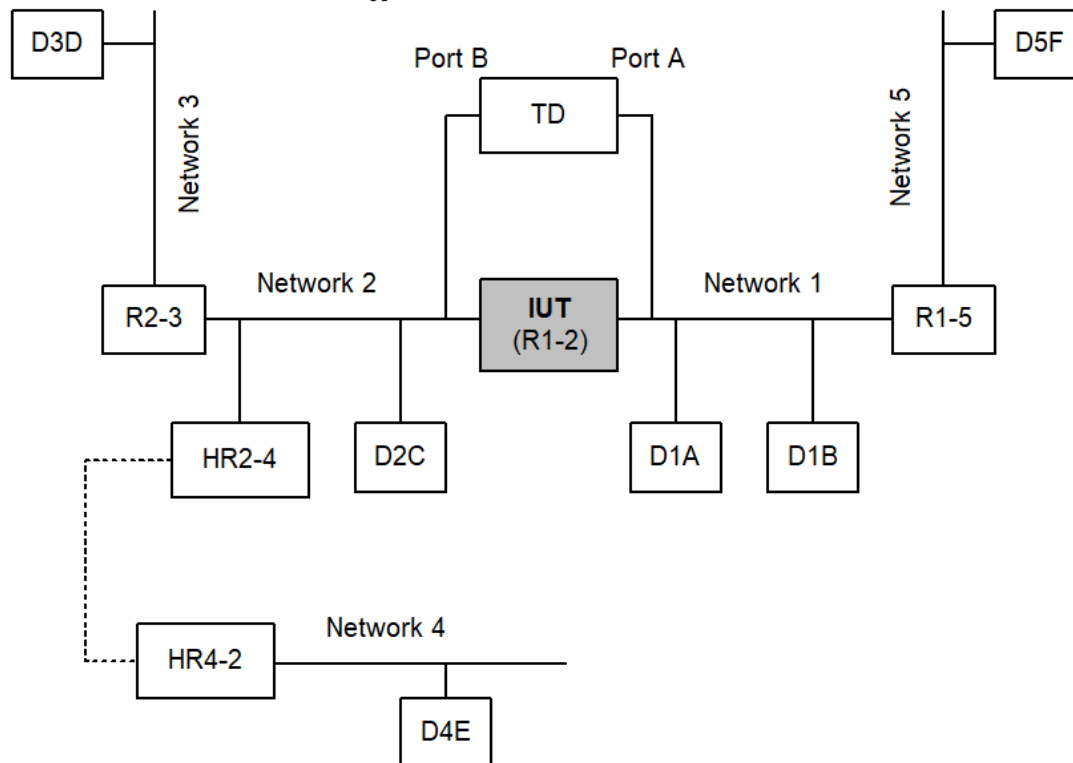 D3D
Port B
Port A
D5F
TD
Network 3
Network 5
Network 2
Network 1
R2-3
IUT
(R1-2)
R1-5
HR2-4
D2C
D1A
D1B
Network 4
HR4-2
D4E